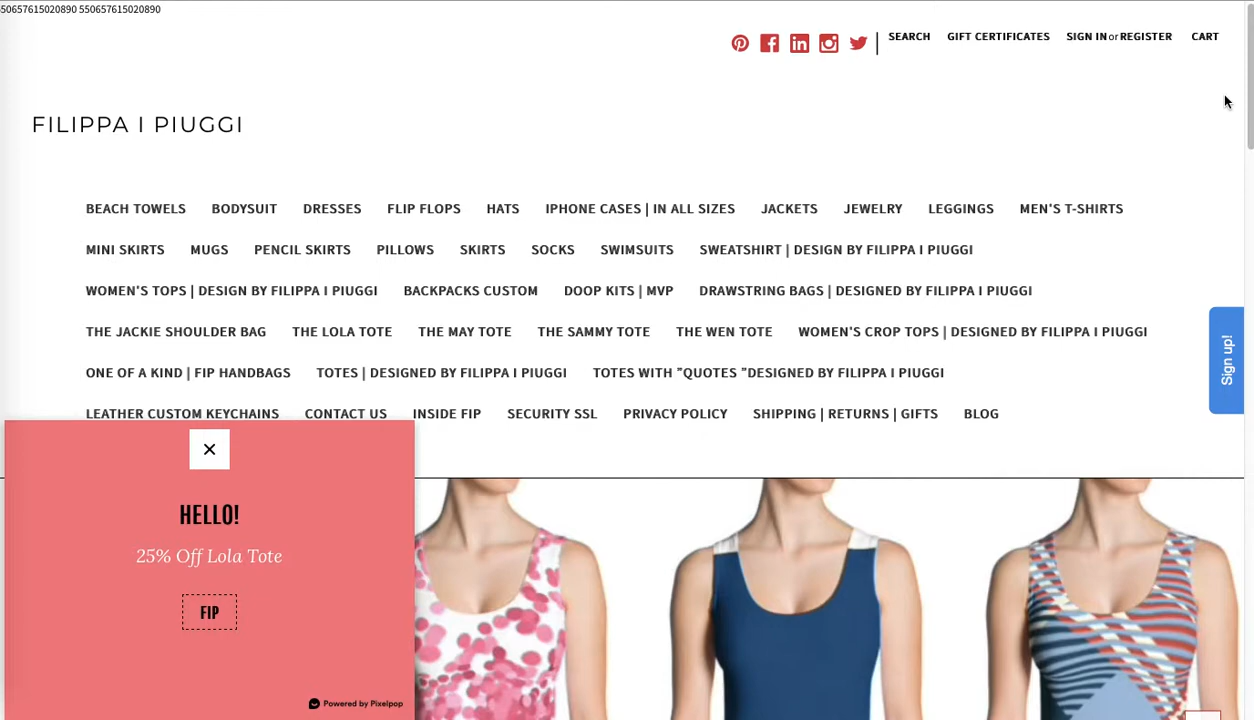 550657615020890 550657615020890
SEARCH GIFT CERTIFICATES SIGN IN or REGISTER CART
FILIPPA I PIUGGI
BEACH TOWELS BODYSUIT DRESSES FLIP FLOPS HATS IPHONE CASES | IN ALL SIZES JACKETS JEWELRY LEGGINGS MEN'S T-SHIRTS
MINI SKIRTS MUGS PENCIL SKIRTS PILLOWS SKIRTS SOCKS SWIMSUITS SWEATSHIRT | DESIGN BY FILIPPA I PIUGGI
WOMEN'S TOPS | DESIGN BY FILIPPA I PIUGGI BACKPACKS CUSTOM DOOP KITS | MVP DRAWSTRING BAGS | DESIGNED BY FILIPPA I PIUGGI
THE JACKIE SHOULDER BAG THE LOLA TOTE THE MAY TOTE THE SAMMY TOTE THE WEN TOTE WOMEN'S CROP TOPS | DESIGNED BY FILIPPA I PIUGGI
ONE OF A KIND | FIP HANDBAGS TOTES | DESIGNED BY FILIPPA I PIUGGI TOTES WITH "QUOTES "DESIGNED BY FILIPPA I PIUGGI
LEATHER CUSTOM KEYCHAINS CONTACT US INSIDE FIP SECURITY SSL PRIVACY POLICY SHIPPING | RETURNS | GIFTS BLOG
Sign up!
HELLO!
25% Off Lola Tote
FIP
Powered by Pixelpop